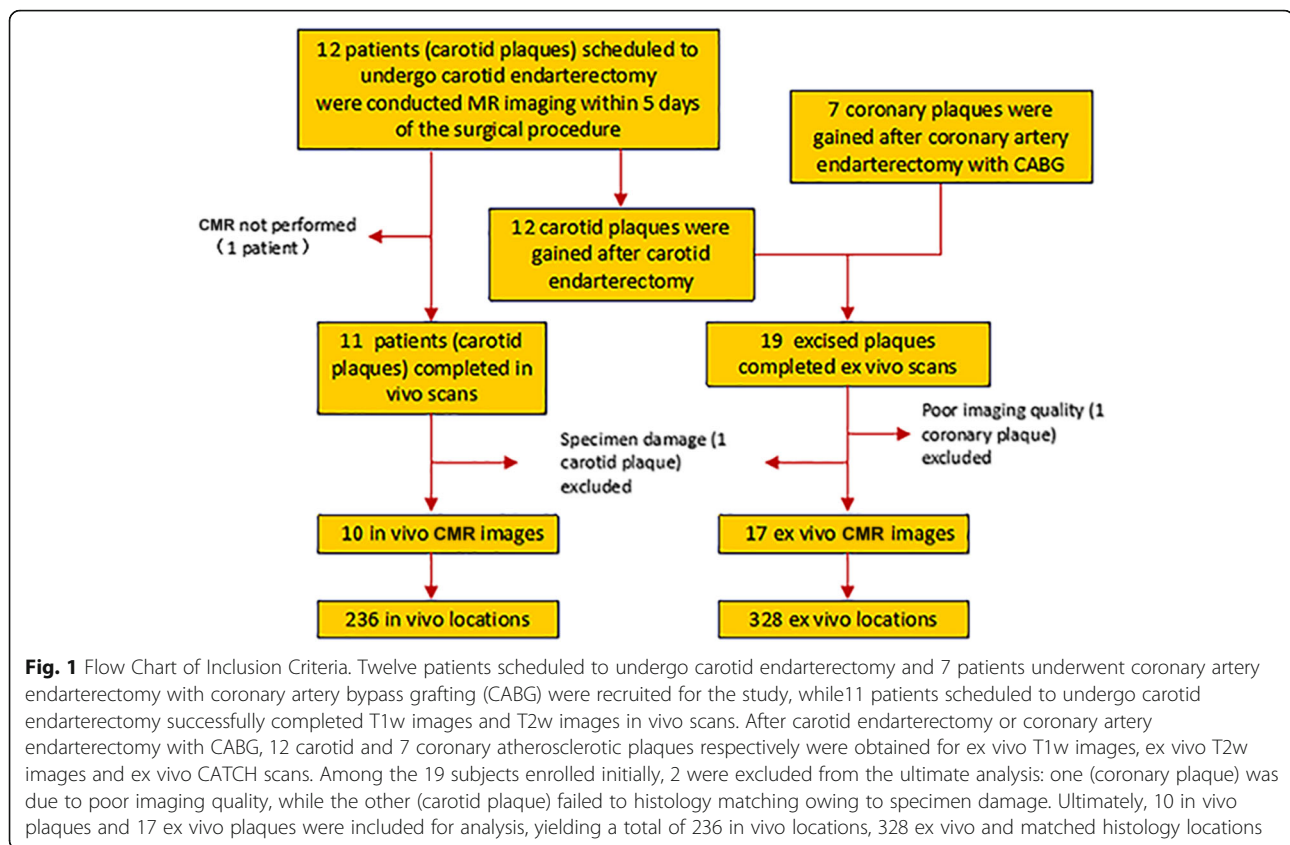 12 patients (carotid plaques) scheduled to
undergo carotid endarterectomy
were conducted MR imaging within 5 days
of the surgical procedure
7 coronary plaques were
gained after coronary artery
endarterectomy with CABG
CMR not performed
(1 patient)
12 carotid plaques were
gained after carotid
endarterectomy
11 patients (carotid
plaques) completed in
vivo scans
19 excised plaques
completed ex vivo scans
Poor imaging quality (1
coronary plaque)
excluded
Specimen damage (1
carotid plaque)
excluded
10 in vivo CMR images
17 ex vivo CMR images
236 in vivo locations
328 ex vivo locations
Fig. 1 Flow Chart of Inclusion Criteria. Twelve patients scheduled to undergo carotid endarterectomy and 7 patients underwent coronary artery
endarterectomy with coronary artery bypass grafting (CABG) were recruited for the study, while11 patients scheduled to undergo carotid
endarterectomy successfully completed T1w images and T2w images in vivo scans. After carotid endarterectomy or coronary artery
endarterectomy with CABG, 12 carotid and 7 coronary atherosclerotic plaques respectively were obtained for ex vivo T1w images, ex vivo T2w
images and ex vivo CATCH scans. Among the 19 subjects enrolled initially, 2 were excluded from the ultimate analysis: one (coronary plaque) was
due to poor imaging quality, while the other (carotid plaque) failed to histology matching owing to specimen damage. Ultimately, 10 in vivo
plaques and 17 ex vivo plaques were included for analysis, yielding a total of 236 in vivo locations, 328 ex vivo and matched histology locations